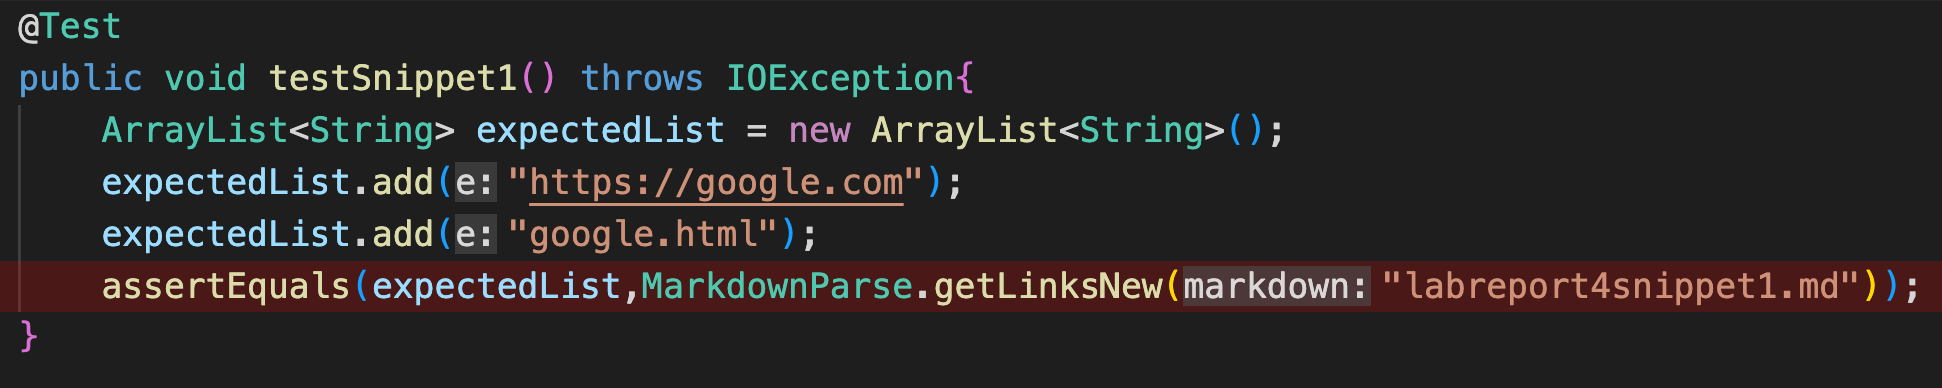 @Test
public void testSnippet1() throws IOException{
    ArrayList<String> expectedList = new ArrayList<String>();
    expectedList.add(e: "https://google.com");
    expectedList.add(e: "google.html");
    assertEquals(expectedList,MarkdownParse.getLinksNew(markdown: "labreport4snippet1.md"));
}